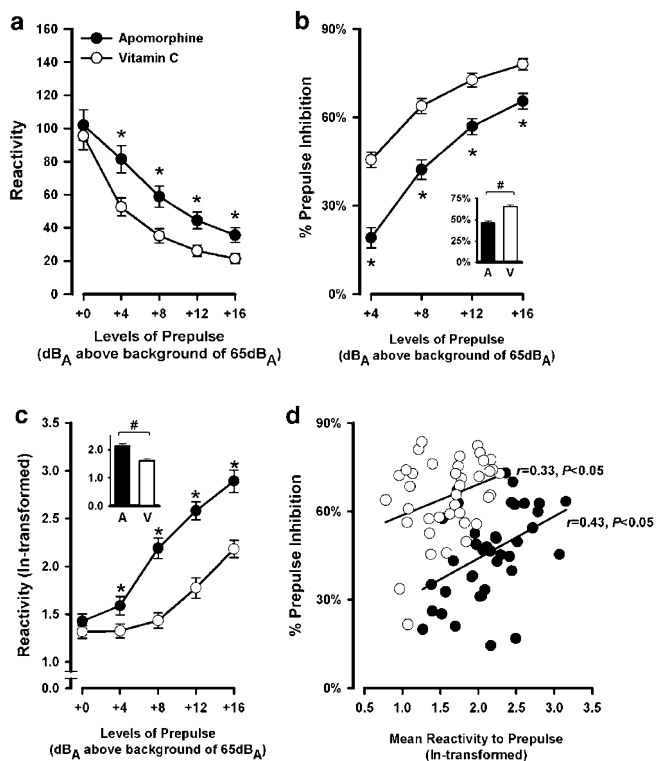 a
160
140
120
100
80
60
40
20
0
Reactivity
Apomorphine
Vitamin C
*
*
*
*
+0 +4 +8 +12 +16
Levels of Prepulse
(dBA above background of 65dBA)
b
90%
60%
30%
0%
% Prepulse Inhibition
*
*
*
*
75%
50%
25%
0%
#
A V
+4 +8 +12 +16
Levels of Prepulse
(dBA above background of 65dBA)
c
3.5
3.0
2.5
2.0
1.5
1.0
0.0
Reactivity (ln-transformed)
#
2.0
1.0
0.0
A V
*
*
*
*
+0 +4 +8 +12 +16
Levels of Prepulse
(dBA above background of 65dBA)
d
90%
60%
30%
0%
% Prepulse Inhibition
r=0.33, P<0.05
r=0.43, P<0.05
0.5 1.0 1.5 2.0 2.5 3.0 3.5
Mean Reactivity to Prepulse
(ln-transformed)